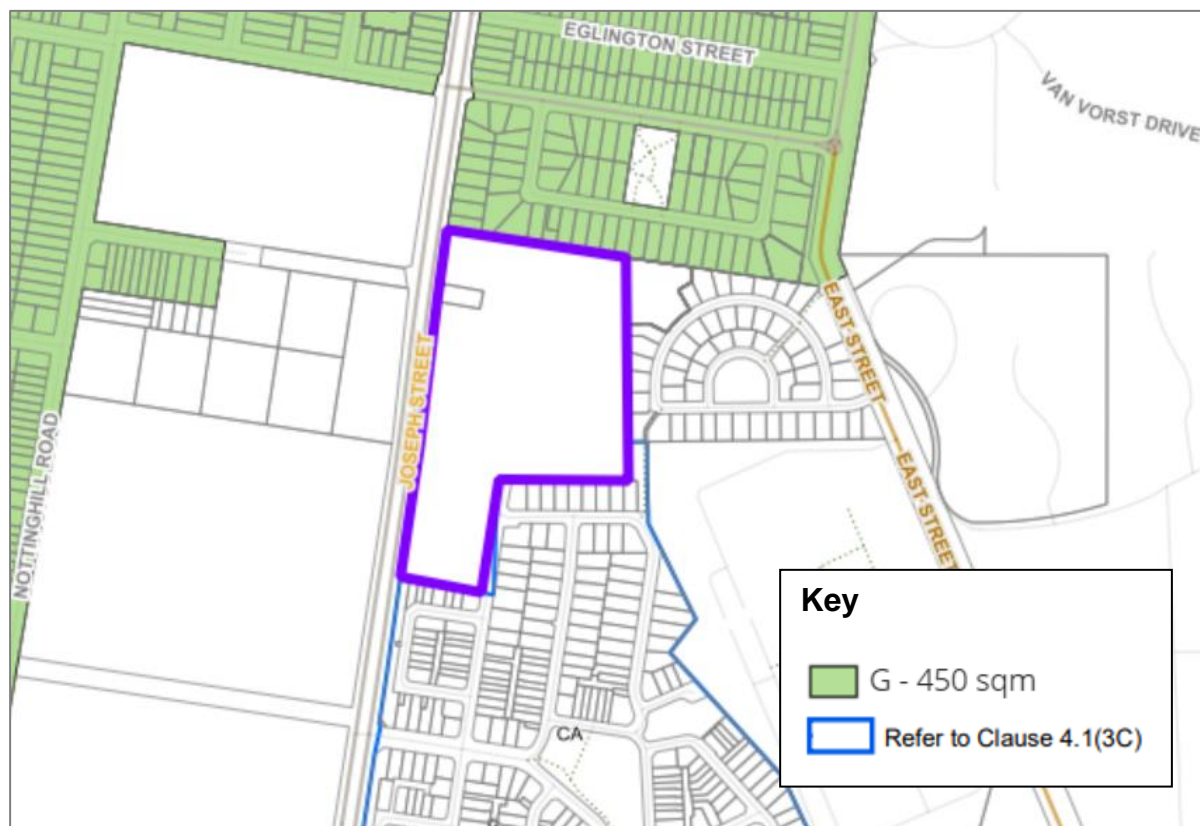 EGLINGTON STREET
VAN VORST DRIVE
EAST STREET
JOSEPH STREET
NOTTINGHILL ROAD
EAST STREET
CA
Key
G - 450 sqm
Refer to Clause 4.1(3C)